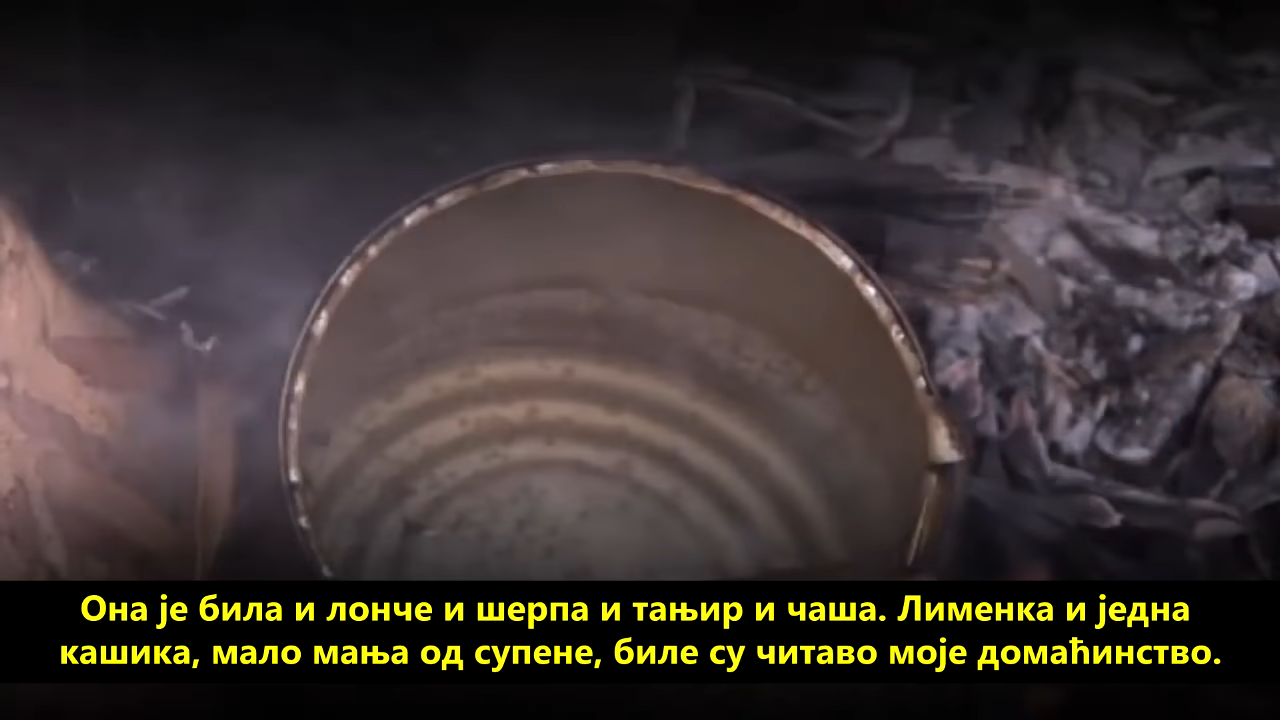 Она је била и лонче и шерпа и тањир и чаша. Лименка и једна
кашика, мало мања од супене, биле су читаво моје домаћинство.